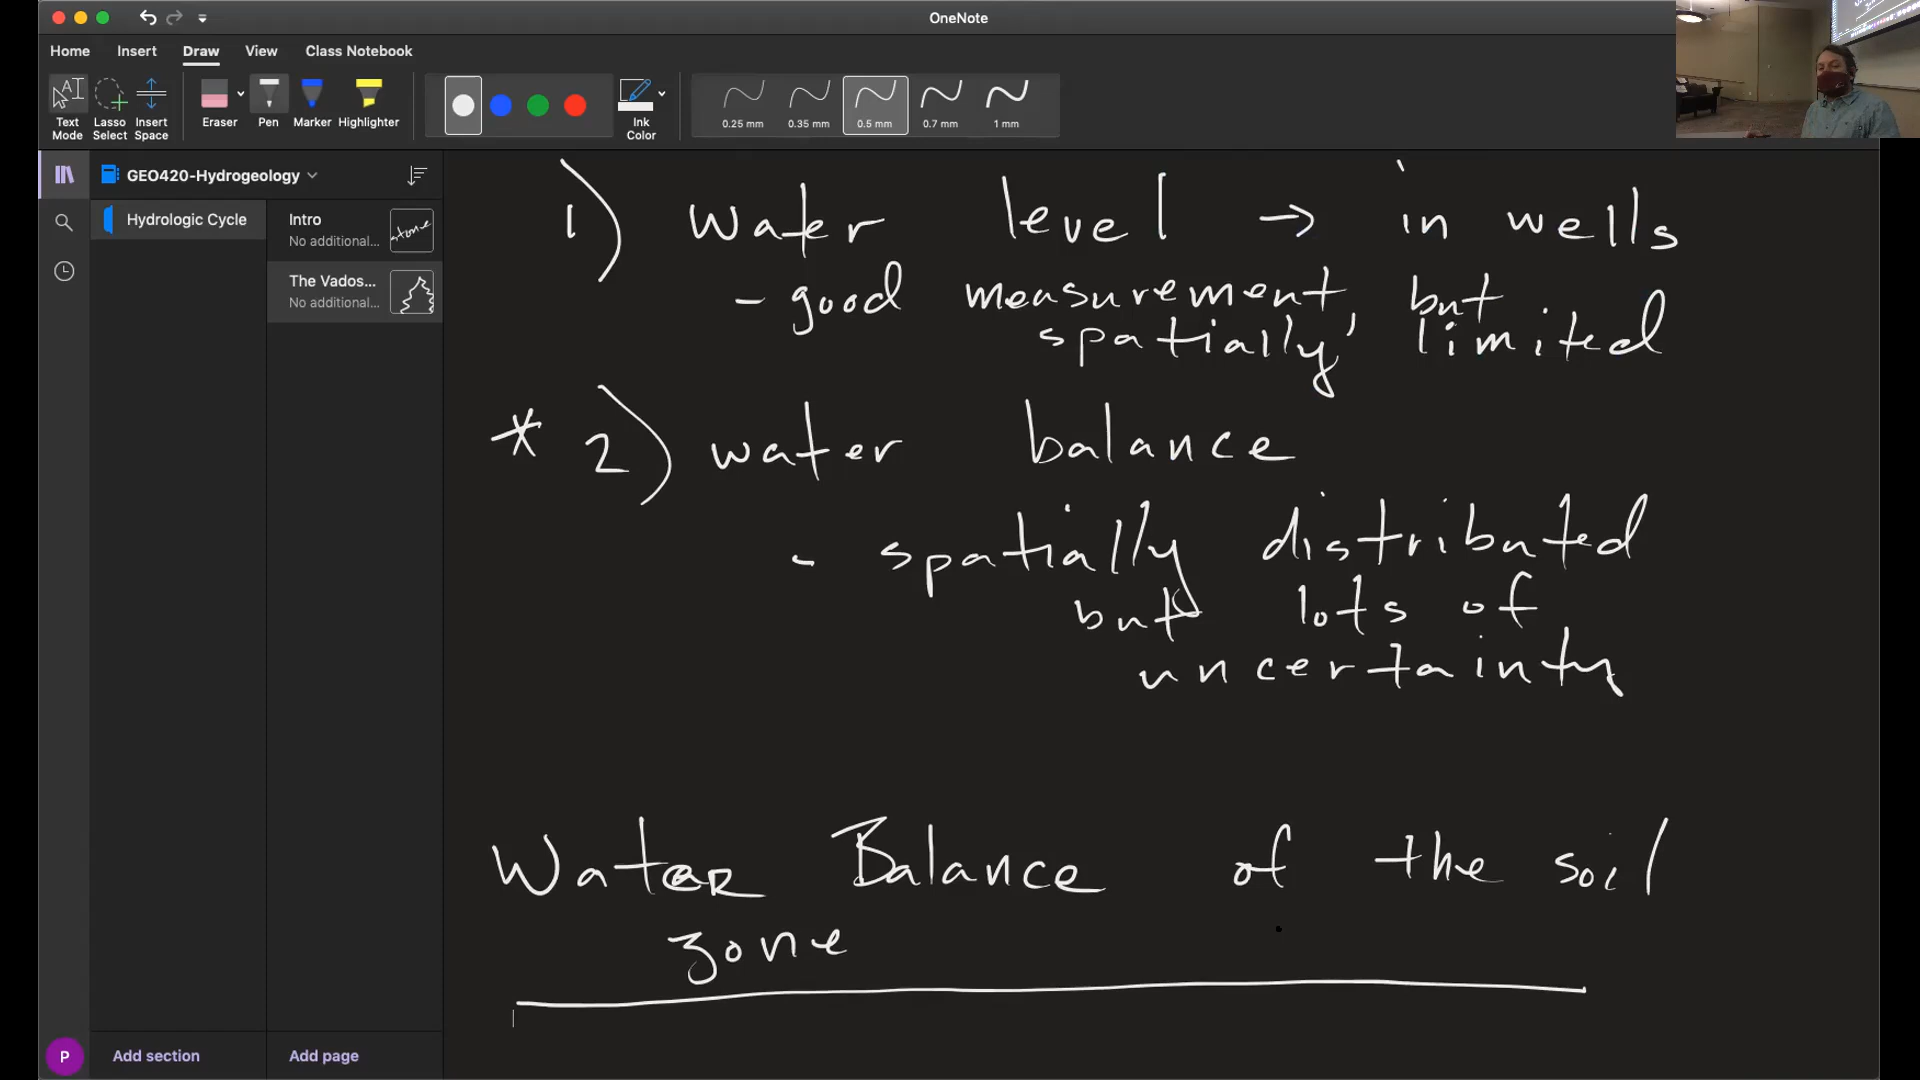 OneNote
Home Insert Draw View Class Notebook
Text Mode
Lasso Select
Insert Space
Eraser
Pen
Marker
Highlighter
Ink Color
0.25 mm
0.35 mm
0.5 mm
0.7 mm
1 mm
GEO420-Hydrogeology
Hydrologic Cycle
Intro
No additional...
The Vados...
No additional...
1) Water level → in wells
- good measurement, but
spatially limited
* 2) water balance
- spatially distributed
but lots of
uncertainty
Water Balance of the soil
zone
P
Add section
Add page